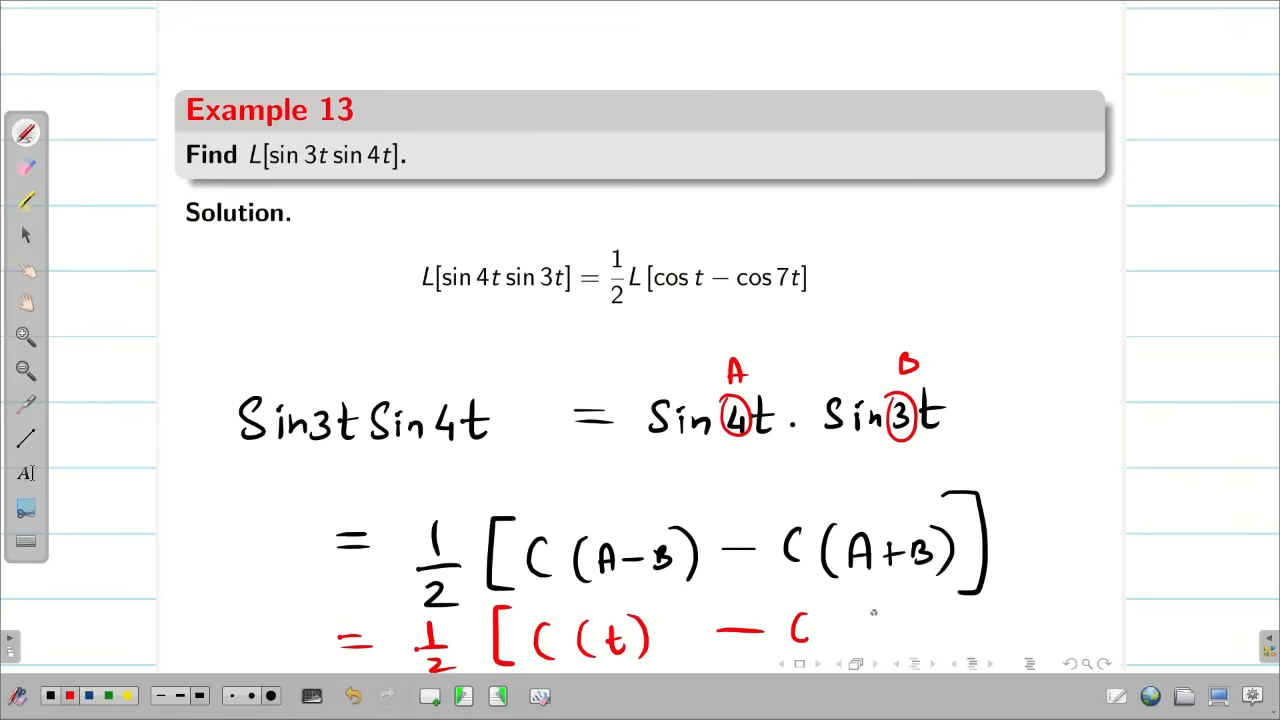 Example 13
Find L[sin 3t sin 4t].
Solution.
L[sin 4t sin 3t] = 1/2 L [cos t − cos 7t]
A B
Sin3t Sin4t = Sin 4t . Sin 3t
= 1/2 [ C (A−B) − C (A+B) ]
= 1/2 [ C (t) − C